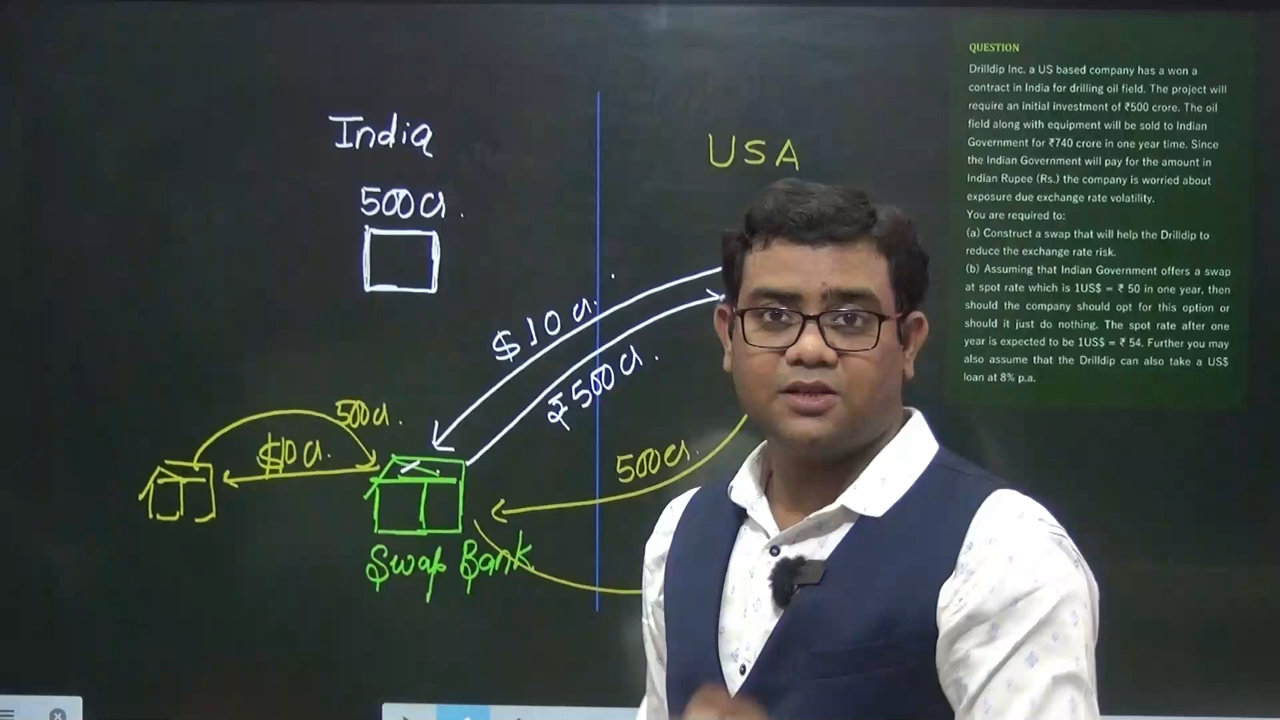 India
500 Cr.
USA
$ 10 Cr.
₹ 500 Cr.
500 Cr.
$10 Cr.
500 Cr.
Swap Bank
QUESTION
Drilldip Inc. a US based company has a won a
contract in India for drilling oil field. The project will
require an initial investment of ₹500 crore. The oil
field along with equipment will be sold to Indian
Government for ₹740 crore in one year time. Since
the Indian Government will pay for the amount in
Indian Rupee (Rs.) the company is worried about
exposure due exchange rate volatility.
You are required to:
(a) Construct a swap that will help the Drilldip to
reduce the exchange rate risk.
(b) Assuming that Indian Government offers a swap
at spot rate which is 1US$ = ₹ 50 in one year, then
should the company should opt for this option or
should it just do nothing. The spot rate after one
year is expected to be 1US$ = ₹ 54. Further you may
also assume that the Drilldip can also take a US$
loan at 8% p.a.